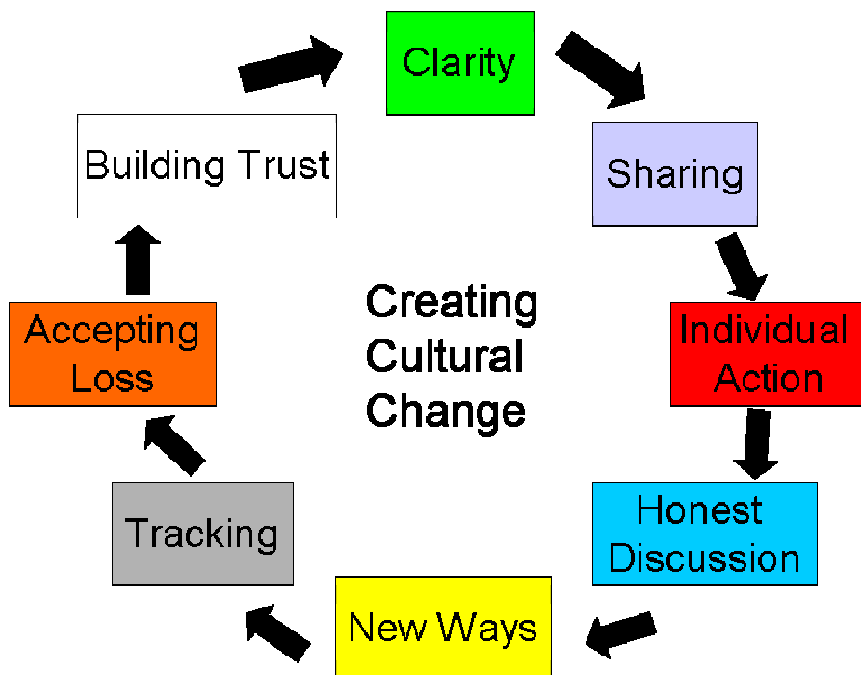 Clarity
Sharing
Individual
Action
Honest
Discussion
New Ways
Tracking
Accepting
Loss
Building Trust
Creating
Cultural
Change